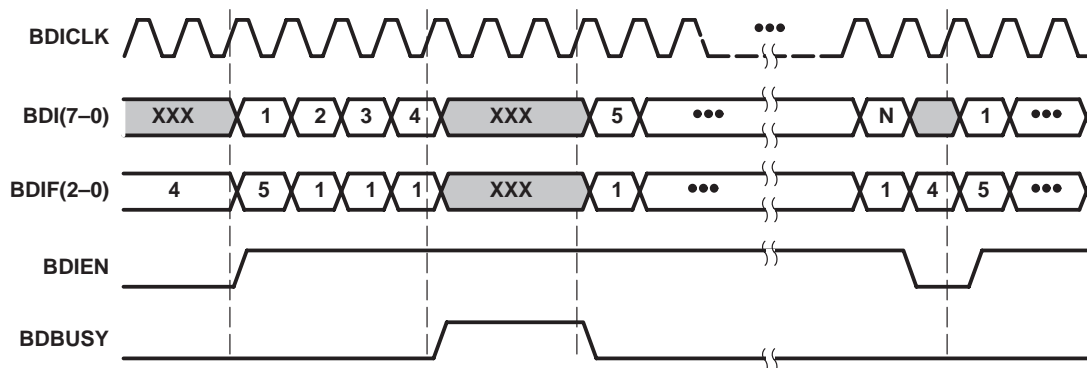 BDICLK •••
BDI(7–0) XXX 1 2 3 4 XXX 5 ••• N 1 •••
BDIF(2–0) 4 5 1 1 1 XXX 1 ••• 1 4 5 •••
BDIEN
BDBUSY